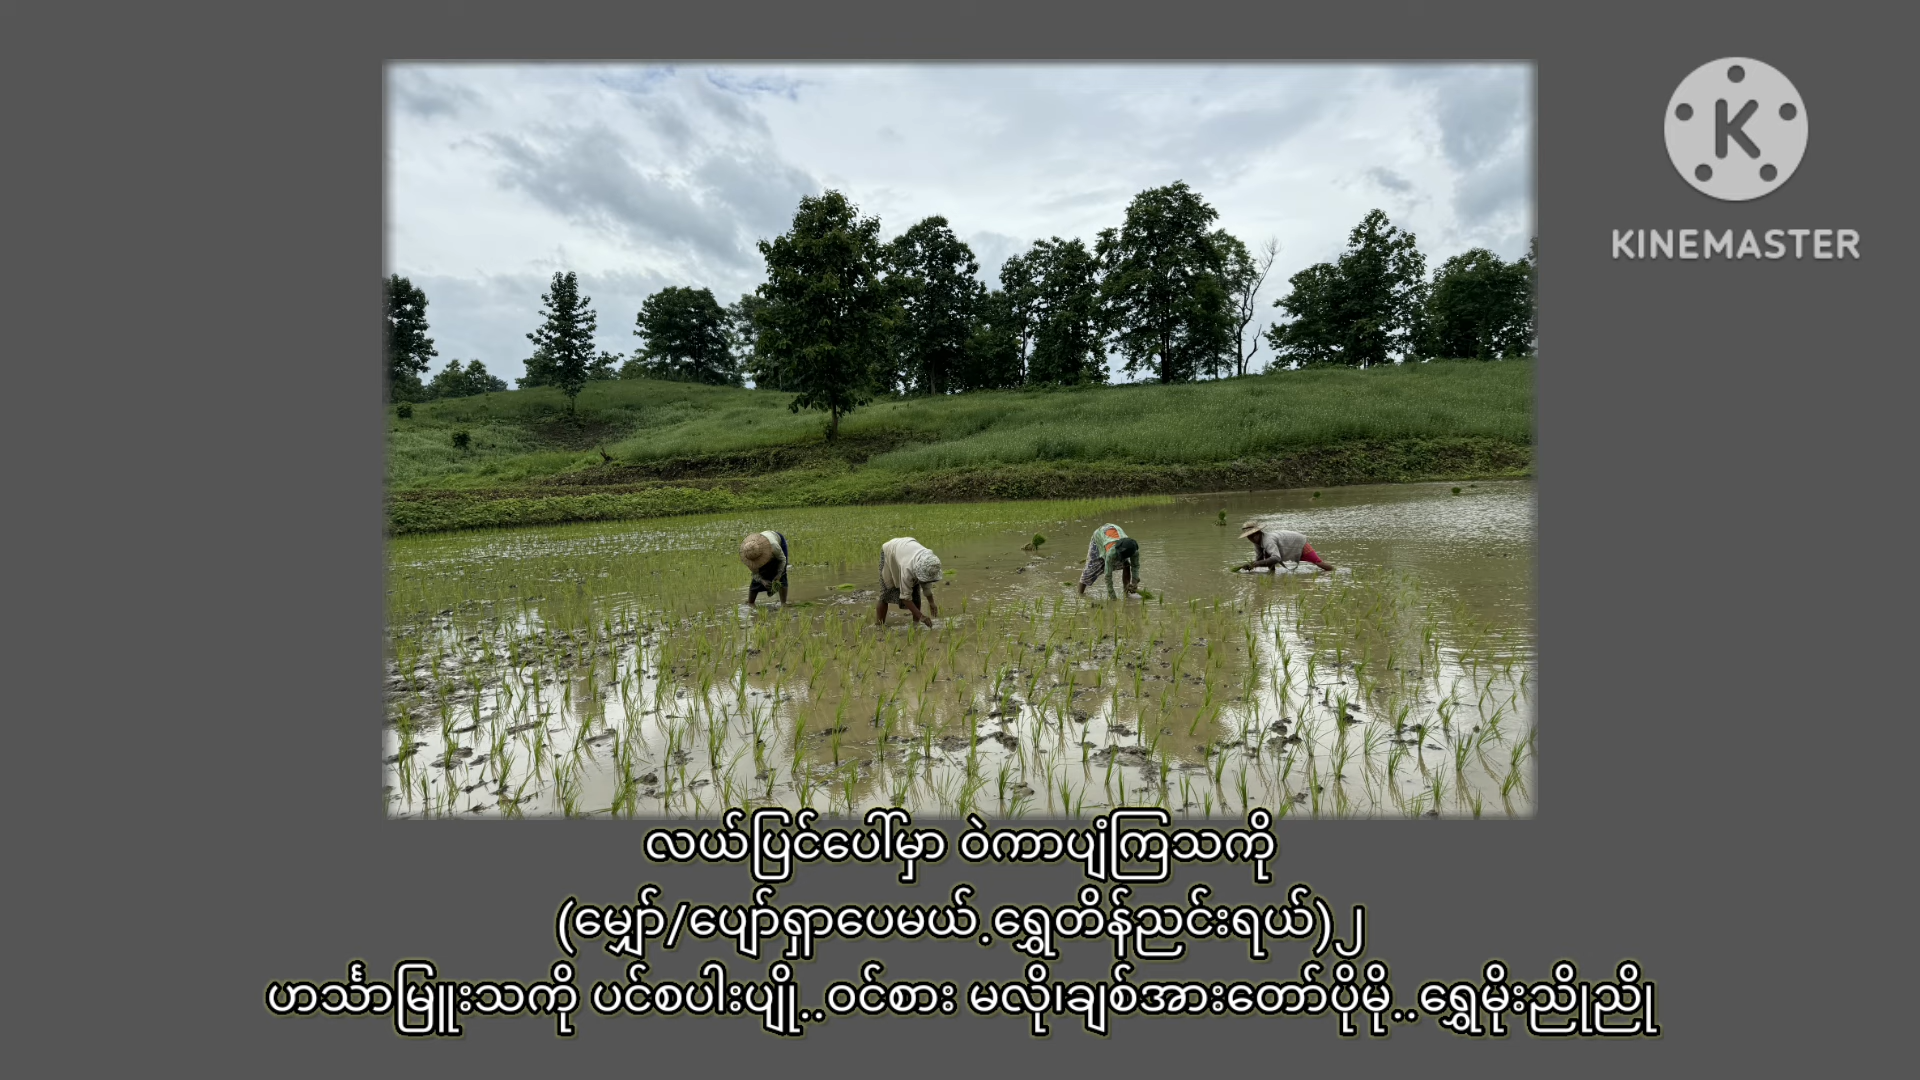 KINEMASTER
လယ်ပြင်ပေါ်မှာ ဝဲကာပျံကြသကို
(မျှော်/ပျော်ရှာပေမယ်.ရွှေတိန်ညင်းရယ်)၂
ဟင်္သာမြူးသကို ပင်စပါးပျို..ဝင်စား မလို၊ချစ်အားတော်ပိုမို..ရွှေမိုးညိုညို